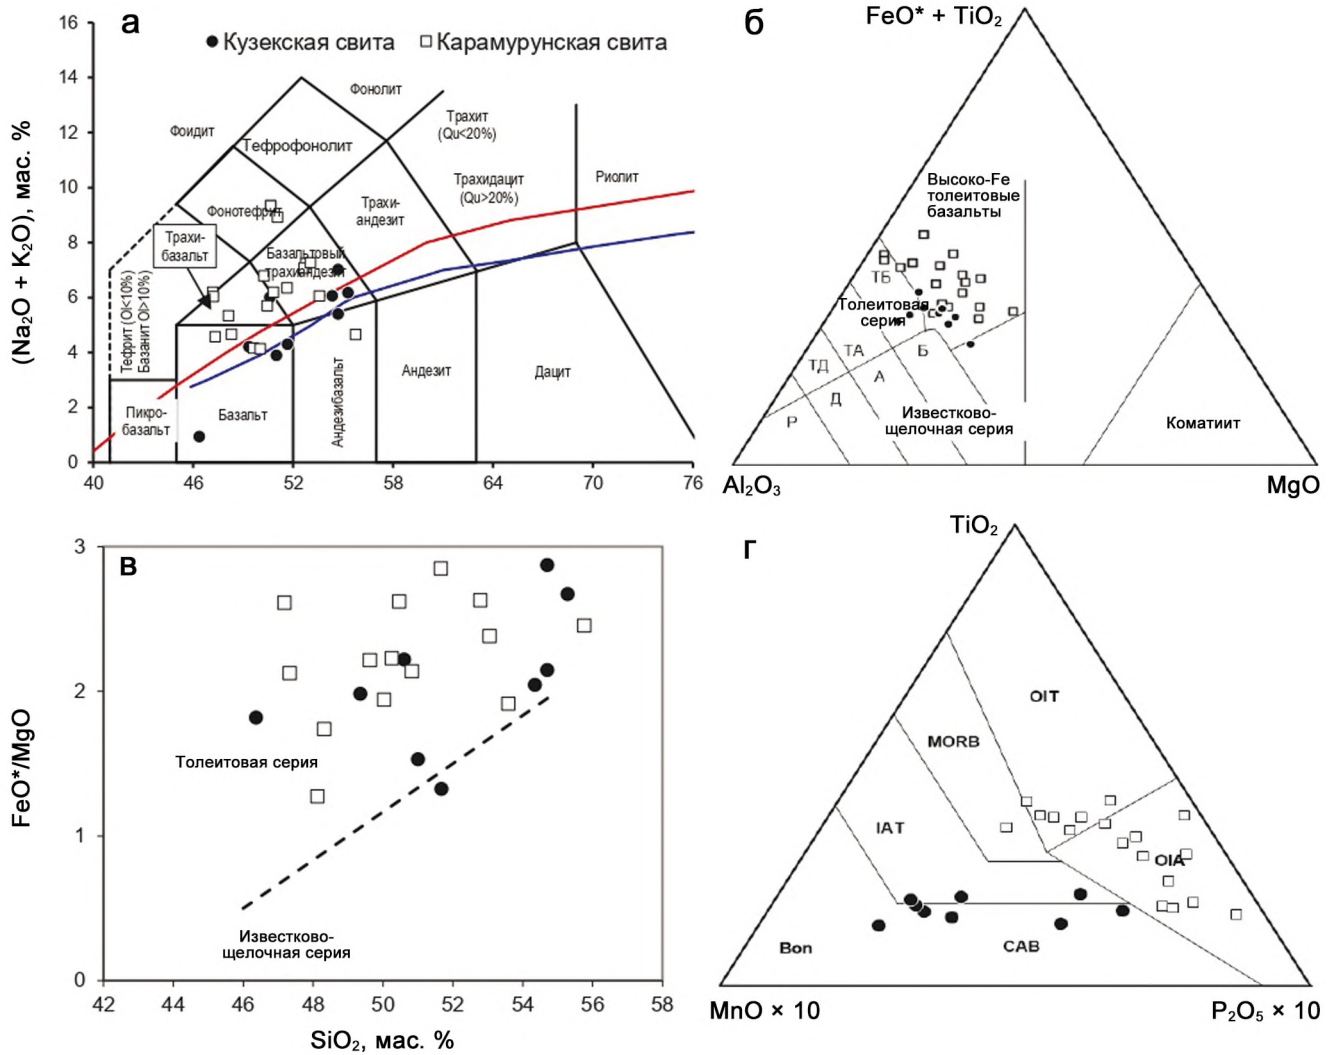 а
● Кузекская свита □ Карамурунская свита
(Na2O + K2O), мас. %
16
14
12
10
8
6
4
2
0
40 46 52 58 64 70 76
Фонолит
Фоидит
Тефрофонолит
Трахит
(Qu<20%)
Трахидацит
(Qu>20%)
Риолит
Фонотефрит
Трахи-
андезит
Трахи-
базальт
Базальтовый
трахиандезит
Тефрит (Ol<10%)
Базанит Ol>10%)
Пикро-
базальт
Базальт
Андезибазальт
Андезит
Дацит
б
FeO* + TiO2
Высоко-Fe
толеитовые
базальты
ТБ
Толеитовая
серия
ТА
ТД
Б
А
Д
Р
Известково-
щелочная серия
Коматиит
Al2O3
MgO
в
FeO*/MgO
3
2
1
0
Толеитовая серия
Известково-
щелочная серия
42 44 46 48 50 52 54 56 58
SiO2, мас. %
г
TiO2
OIT
MORB
IAT
OIA
Bon
CAB
MnO × 10
P2O5 × 10